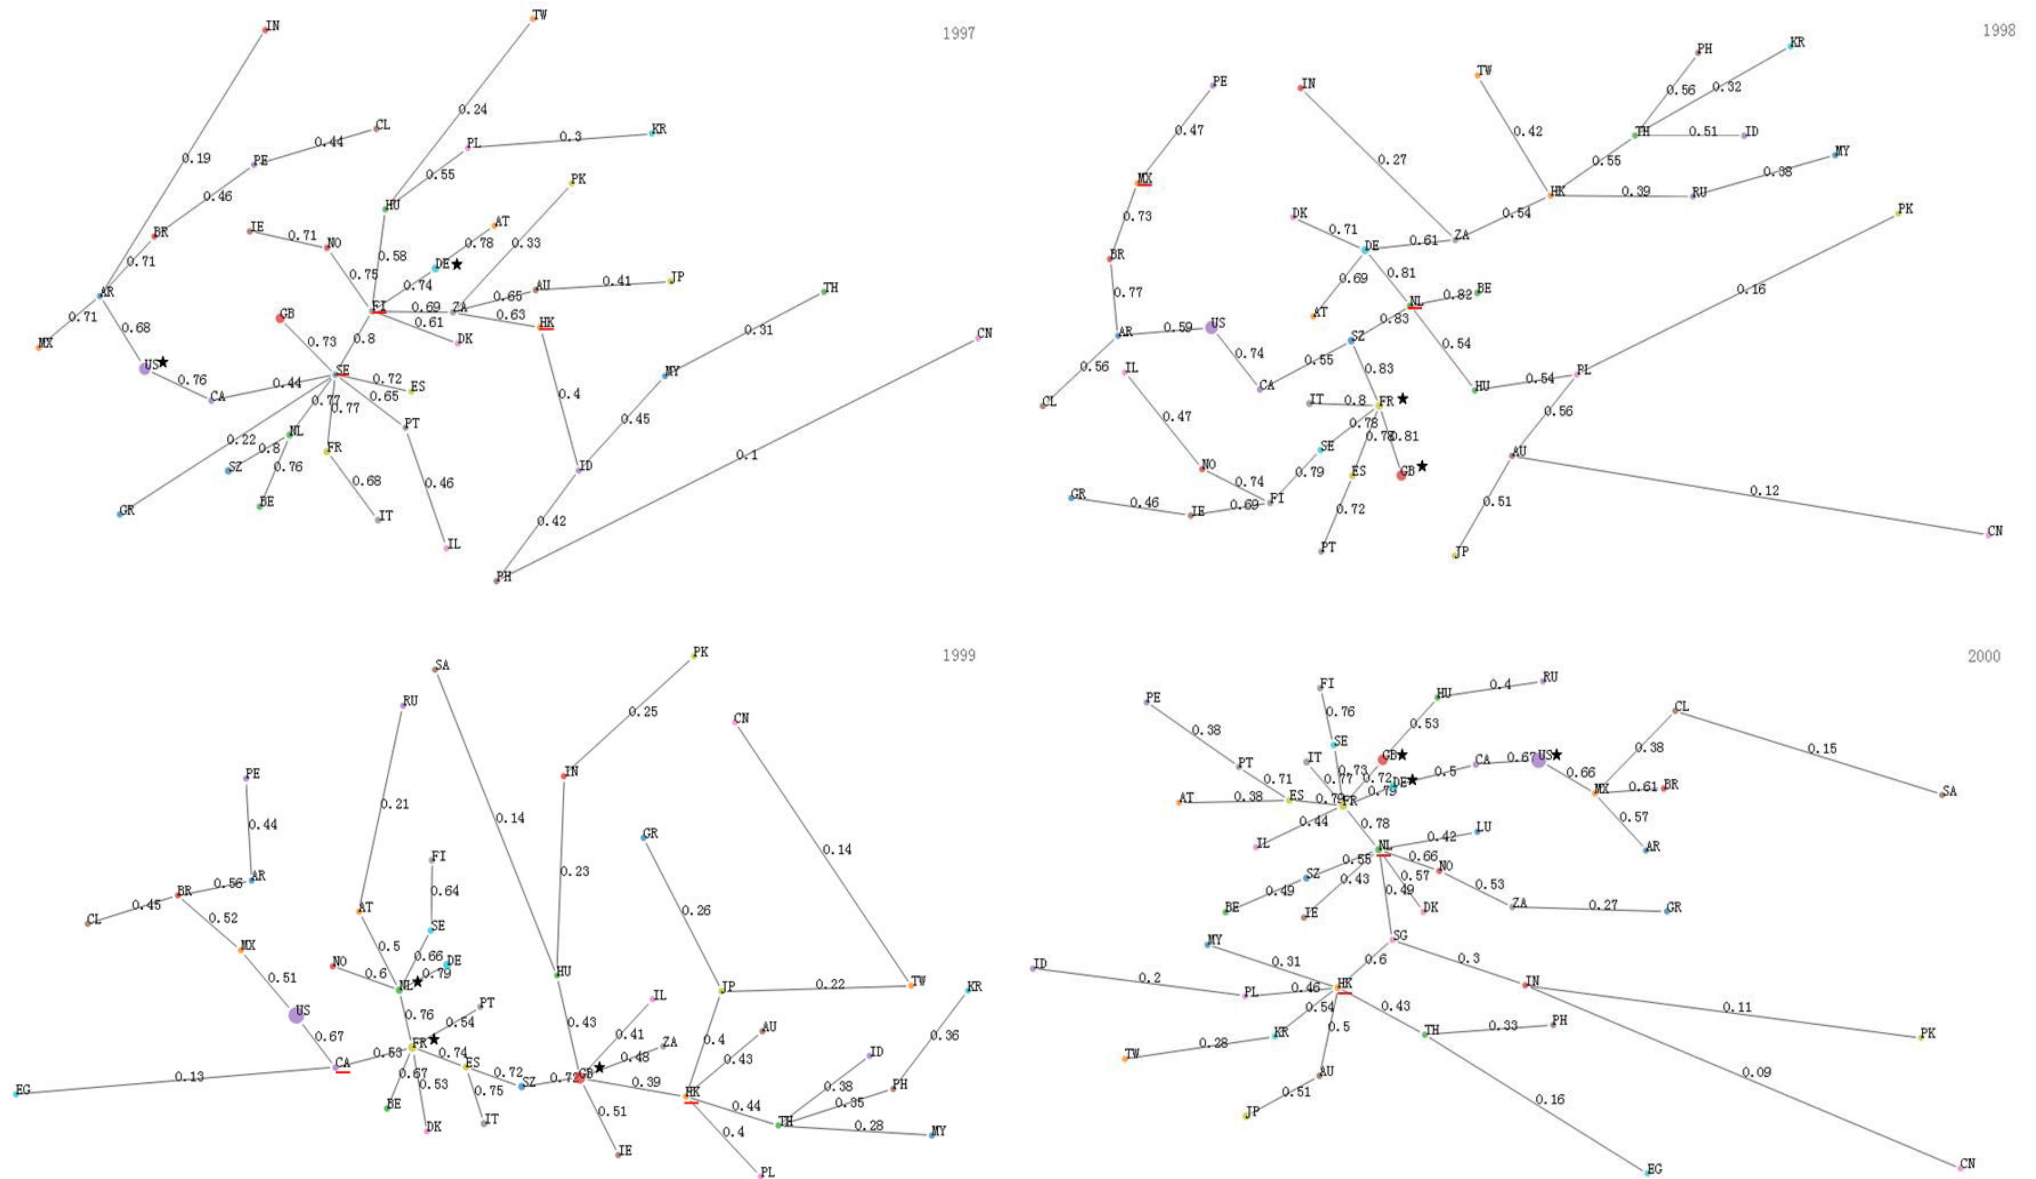 1997
TW
IN
0.24
CL
KR
0.3
PL
0.44
0.19
PE
0.55
PK
0.46
HU
AT
BR
IE
0.71
NO
0.78
0.33
0.71
0.58
DE★
0.75
0.74
AU
0.41
JP
TH
AR
0.65
FI
0.69
ZA
0.71
0.68
GB
0.61
0.63
HK
0.31
CN
MX
0.73
0.8
DK
US★
SE
MY
0.76
0.44
0.72
ES
0.4
CA
0.77
0.77
0.65
0.45
NL
PT
0.22
0.8
FR
0.1
SZ
0.76
ID
0.68
0.46
BE
GR
IT
0.42
IL
PH
1998
KR
PH
TW
PE
IN
0.56
0.32
0.47
0.42
TH
0.51
ID
0.27
0.55
MY
0.38
MX
HK
0.39
RU
DK
0.54
PK
0.73
0.71
DE
0.61
ZA
BR
0.69
0.81
0.77
NL
0.82
BE
0.16
AT
0.83
US
AR
0.59
SZ
0.54
0.74
0.55
0.56
IL
0.83
CA
HU
0.54
PL
CL
IT
0.8
FR★
0.47
0.78
0.56
0.78
0.81
SE
AU
NO
0.79
ES
GB★
0.74
0.12
GR
0.46
IE
0.69
FI
0.72
0.51
CN
PT
JP
1999
SA
PK
RU
0.25
CN
PE
IN
0.21
0.14
0.44
GR
0.14
FI
AR
0.23
BR
0.56
0.64
0.45
AT
0.26
CL
0.52
SE
MX
0.5
NO
0.66
DE
0.6
0.79
HU
0.51
NL★
JP
0.22
TW
KR
US
PT
IL
0.76
0.54
0.43
AU
0.67
FR★
0.41
0.4
0.36
0.53
0.74
ZA
0.43
ID
CA
ES
0.48
0.13
0.67
0.72
0.72
GB★
0.39
0.38
EG
0.53
SZ
HK
PH
BE
0.75
0.44
0.35
DK
IT
0.51
TH
0.28
MY
0.4
IE
PL
2000
FI
RU
PE
HU
0.4
CL
0.76
0.53
0.38
SE
GB★
0.38
0.15
PT
IT
0.73
CA
0.67
US★
0.71
0.77
0.72
DE★
0.5
0.66
AT
0.38
ES
0.79
FR
0.79
MX
0.61
BR
SA
0.44
0.78
0.42
LU
0.57
IL
NL
AR
0.55
0.66
NO
SZ
0.43
0.57
0.49
0.49
0.53
BE
IE
DK
ZA
0.27
GR
MY
SG
0.31
0.6
0.3
ID
0.2
PL
0.46
HK
IN
0.54
0.43
0.11
KR
0.5
TH
0.33
PH
0.28
PK
TW
AU
0.09
JP
0.51
0.16
EG
CN